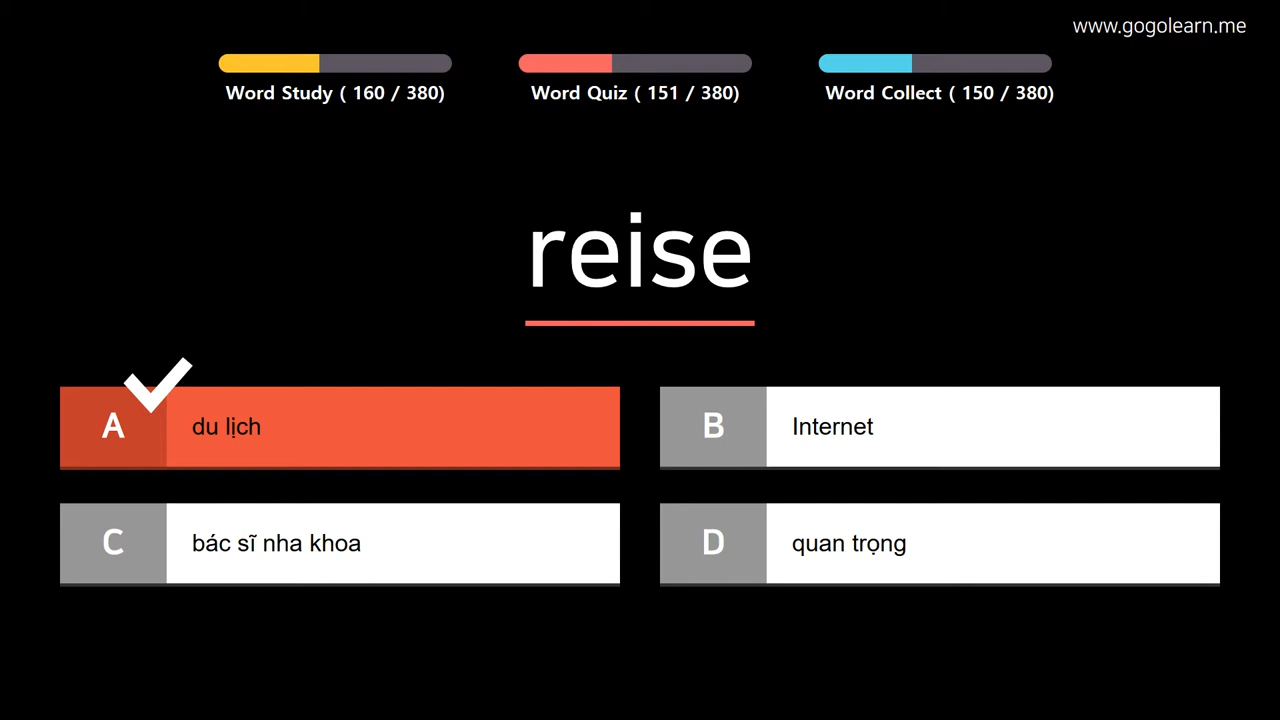 www.gogolearn.me
Word Study ( 160 / 380)
Word Quiz ( 151 / 380)
Word Collect ( 150 / 380)
reise
A
du lịch
B
Internet
C
bác sĩ nha khoa
D
quan trọng